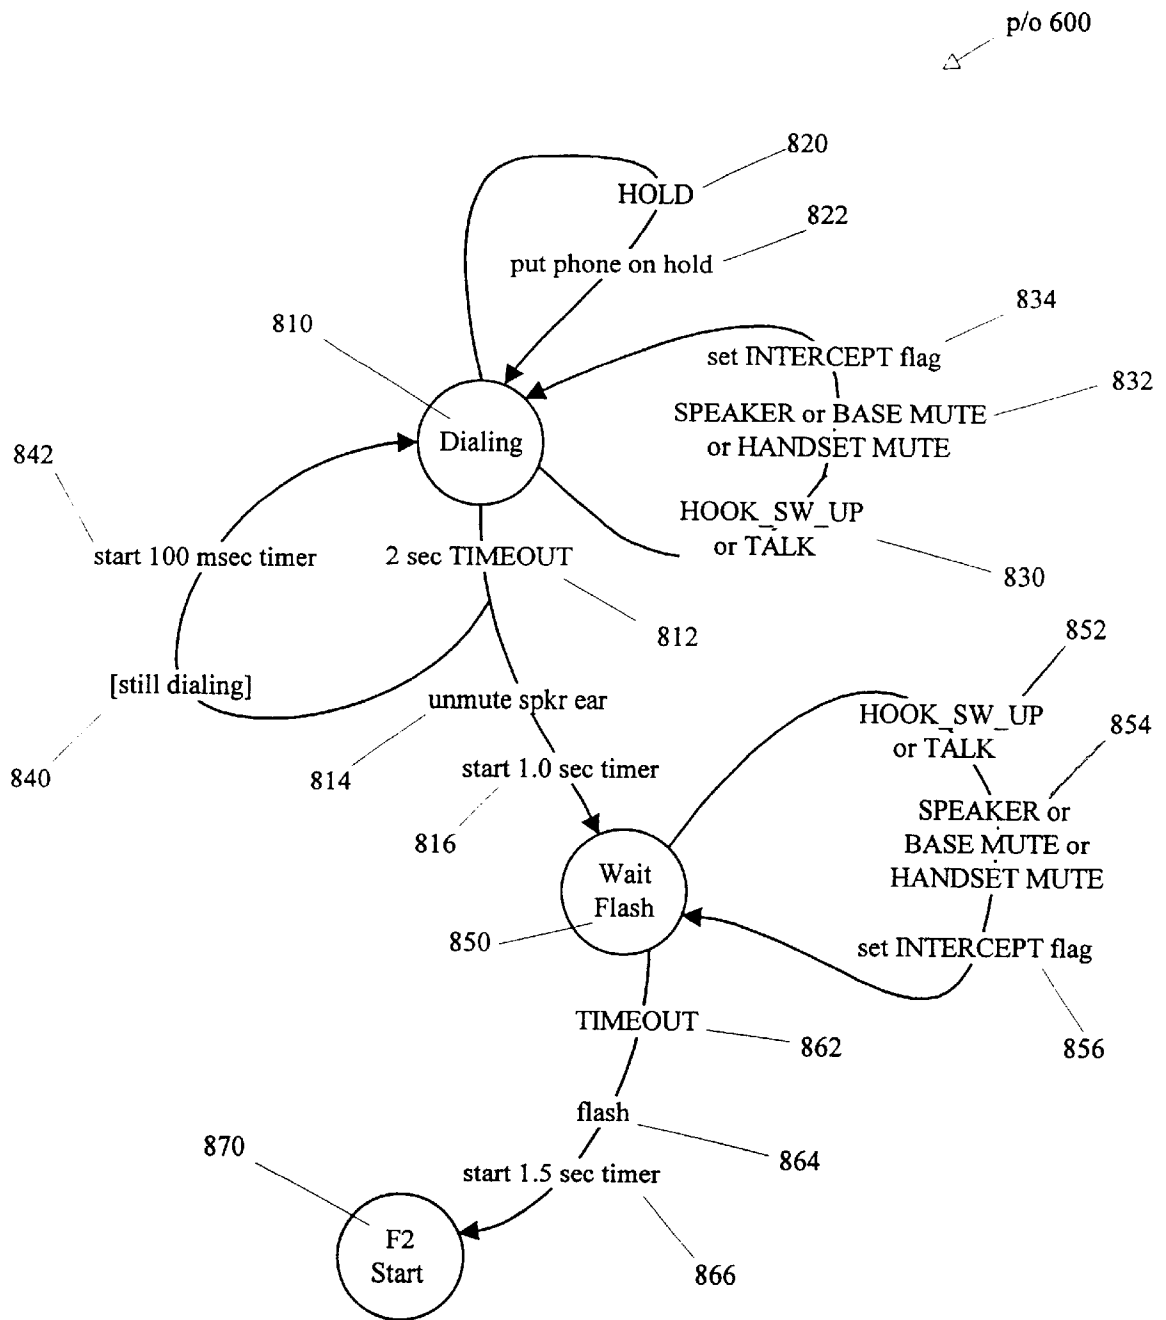 p/o 600
820
HOLD
822
put phone on hold
834
810
set INTERCEPT flag
832
SPEAKER or BASE MUTE
or HANDSET MUTE
Dialing
842
HOOK_SW_UP
or TALK
start 100 msec timer
2 sec TIMEOUT
830
812
852
[still dialing]
unmute spkr ear
HOOK_SW_UP
or TALK
854
840
814
start 1.0 sec timer
816
SPEAKER or
BASE MUTE or
HANDSET MUTE
Wait
Flash
850
set INTERCEPT flag
TIMEOUT
862
856
flash
870
864
start 1.5 sec timer
F2
Start
866